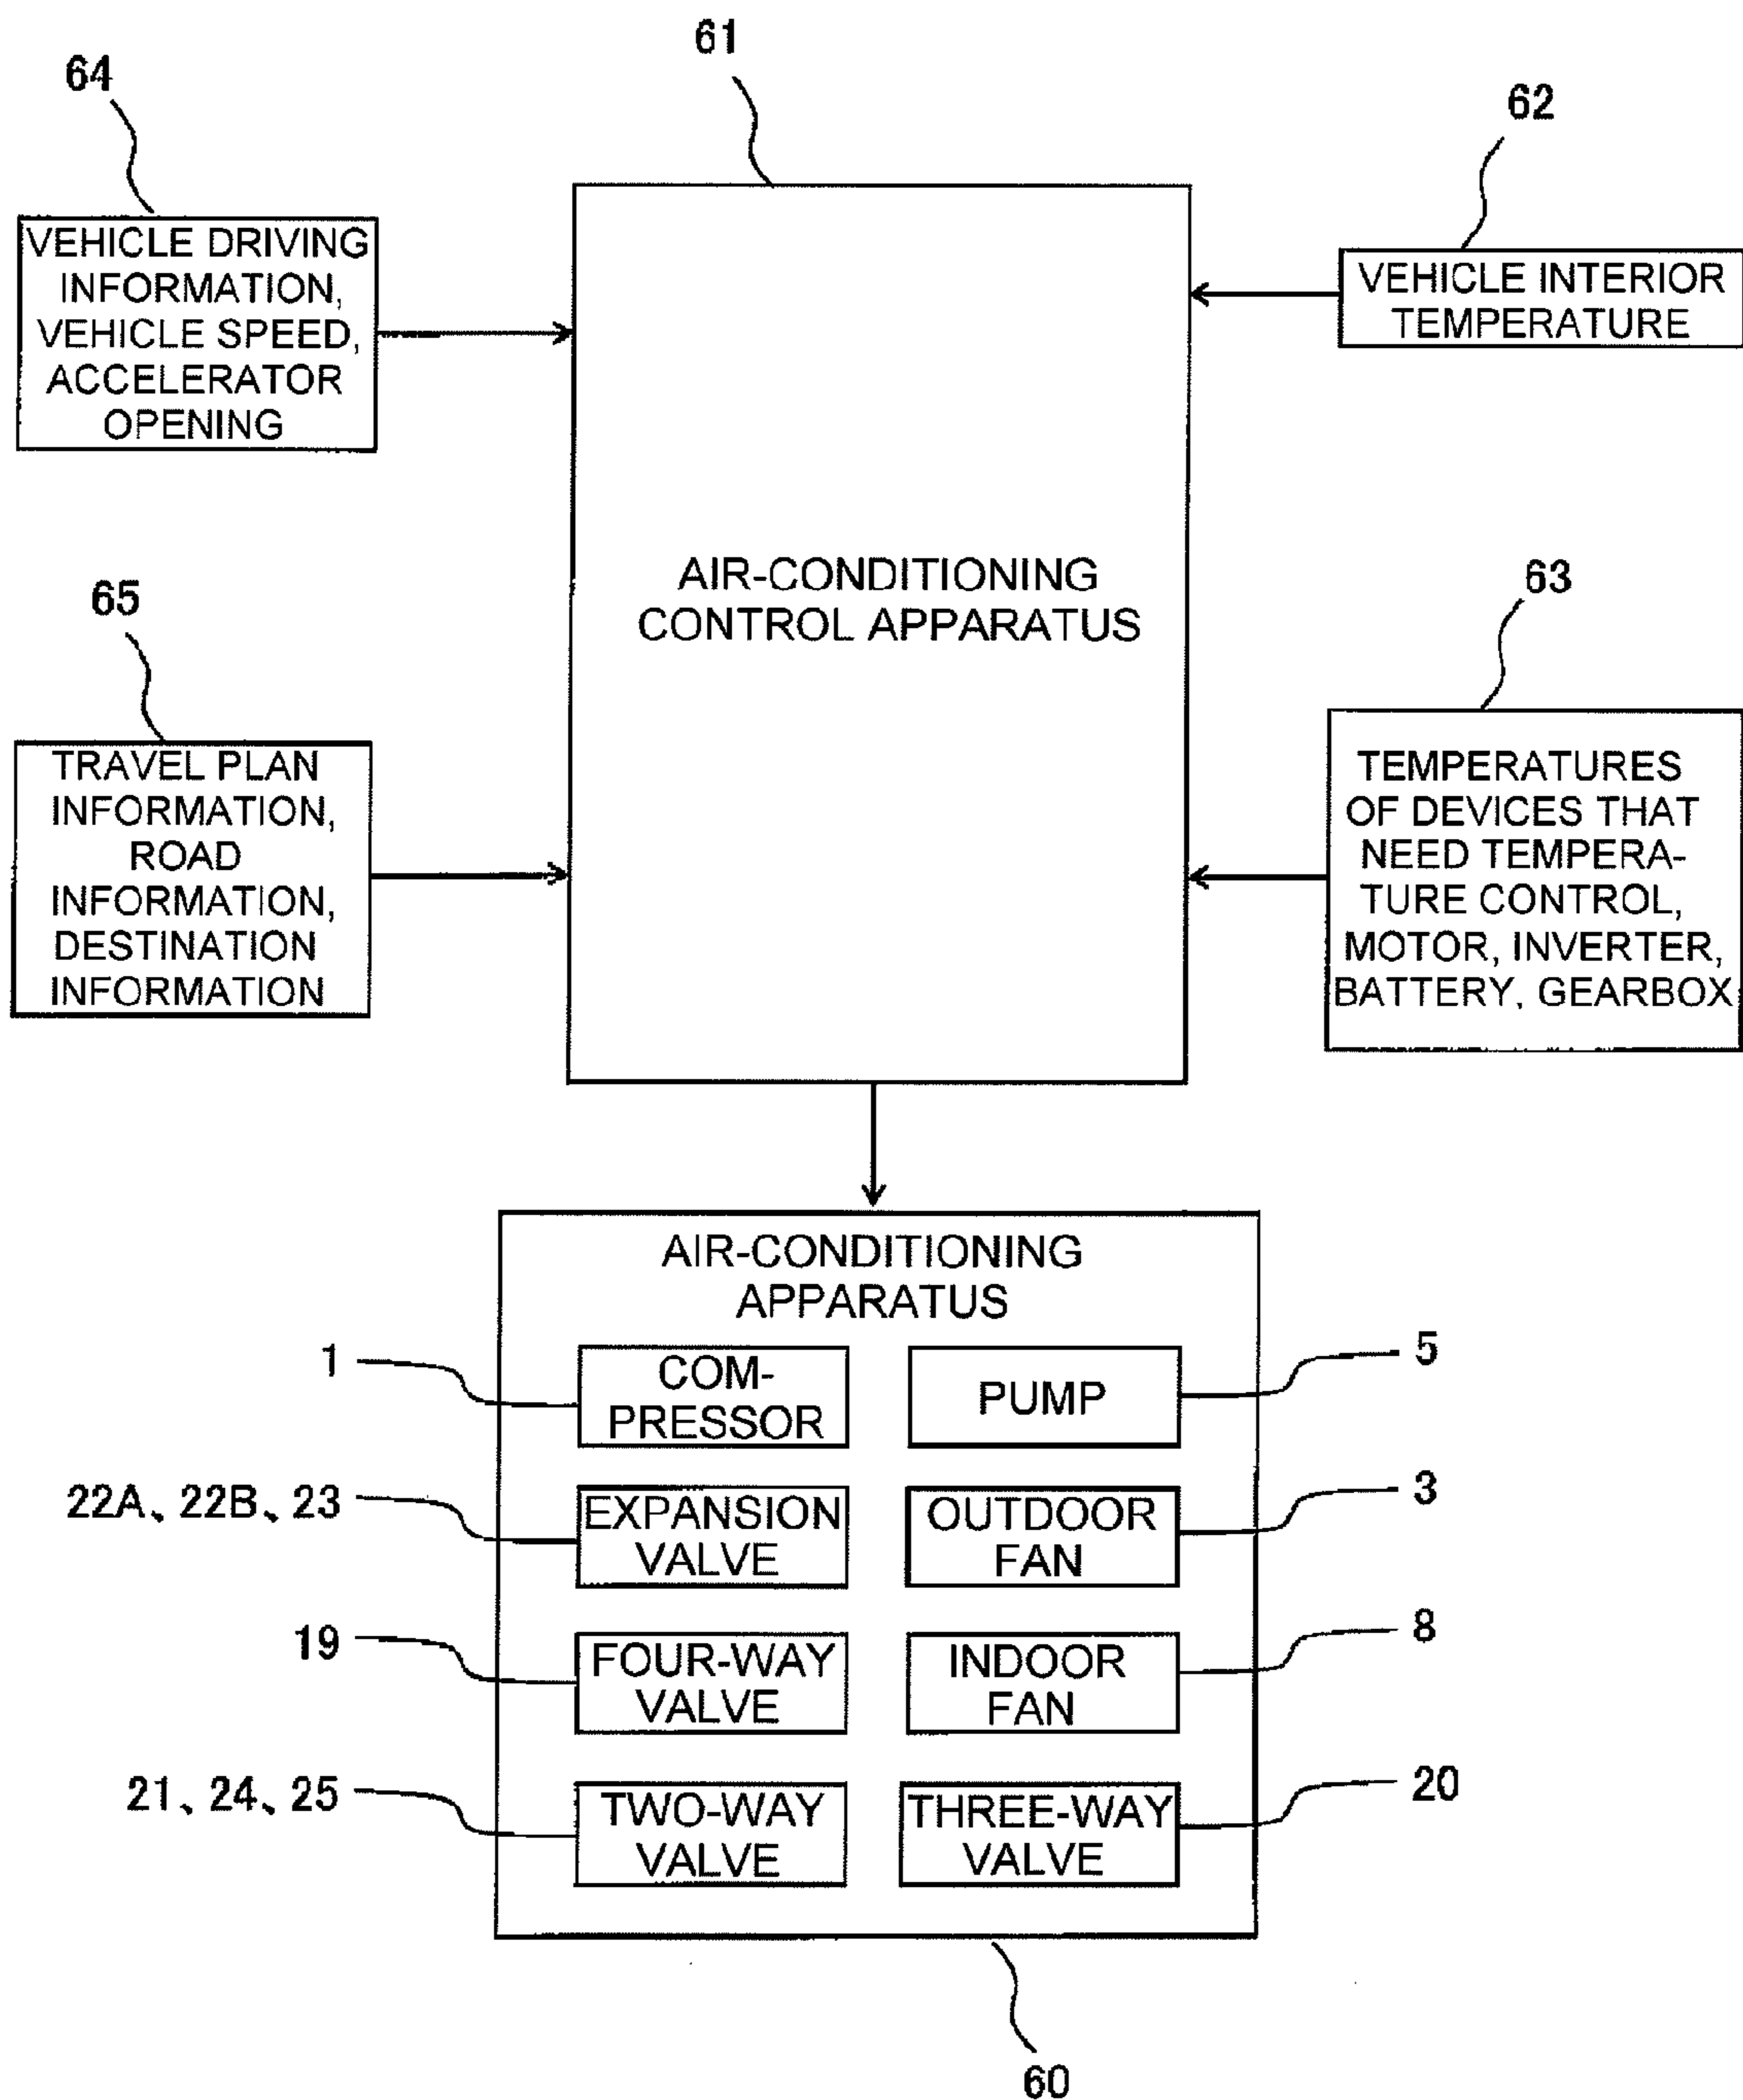 61
64
62
VEHICLE DRIVING
INFORMATION,
VEHICLE SPEED,
ACCELERATOR
OPENING
VEHICLE INTERIOR
TEMPERATURE
AIR-CONDITIONING
CONTROL APPARATUS
65
63
TRAVEL PLAN
INFORMATION,
ROAD
INFORMATION,
DESTINATION
INFORMATION
TEMPERATURES
OF DEVICES THAT
NEED TEMPERA-
TURE CONTROL,
MOTOR, INVERTER,
BATTERY, GEARBOX
AIR-CONDITIONING
APPARATUS
1
COM-
PRESSOR
PUMP
5
22A、22B、23
EXPANSION
VALVE
OUTDOOR
FAN
3
19
FOUR-WAY
VALVE
INDOOR
FAN
8
21、24、25
TWO-WAY
VALVE
THREE-WAY
VALVE
20
60